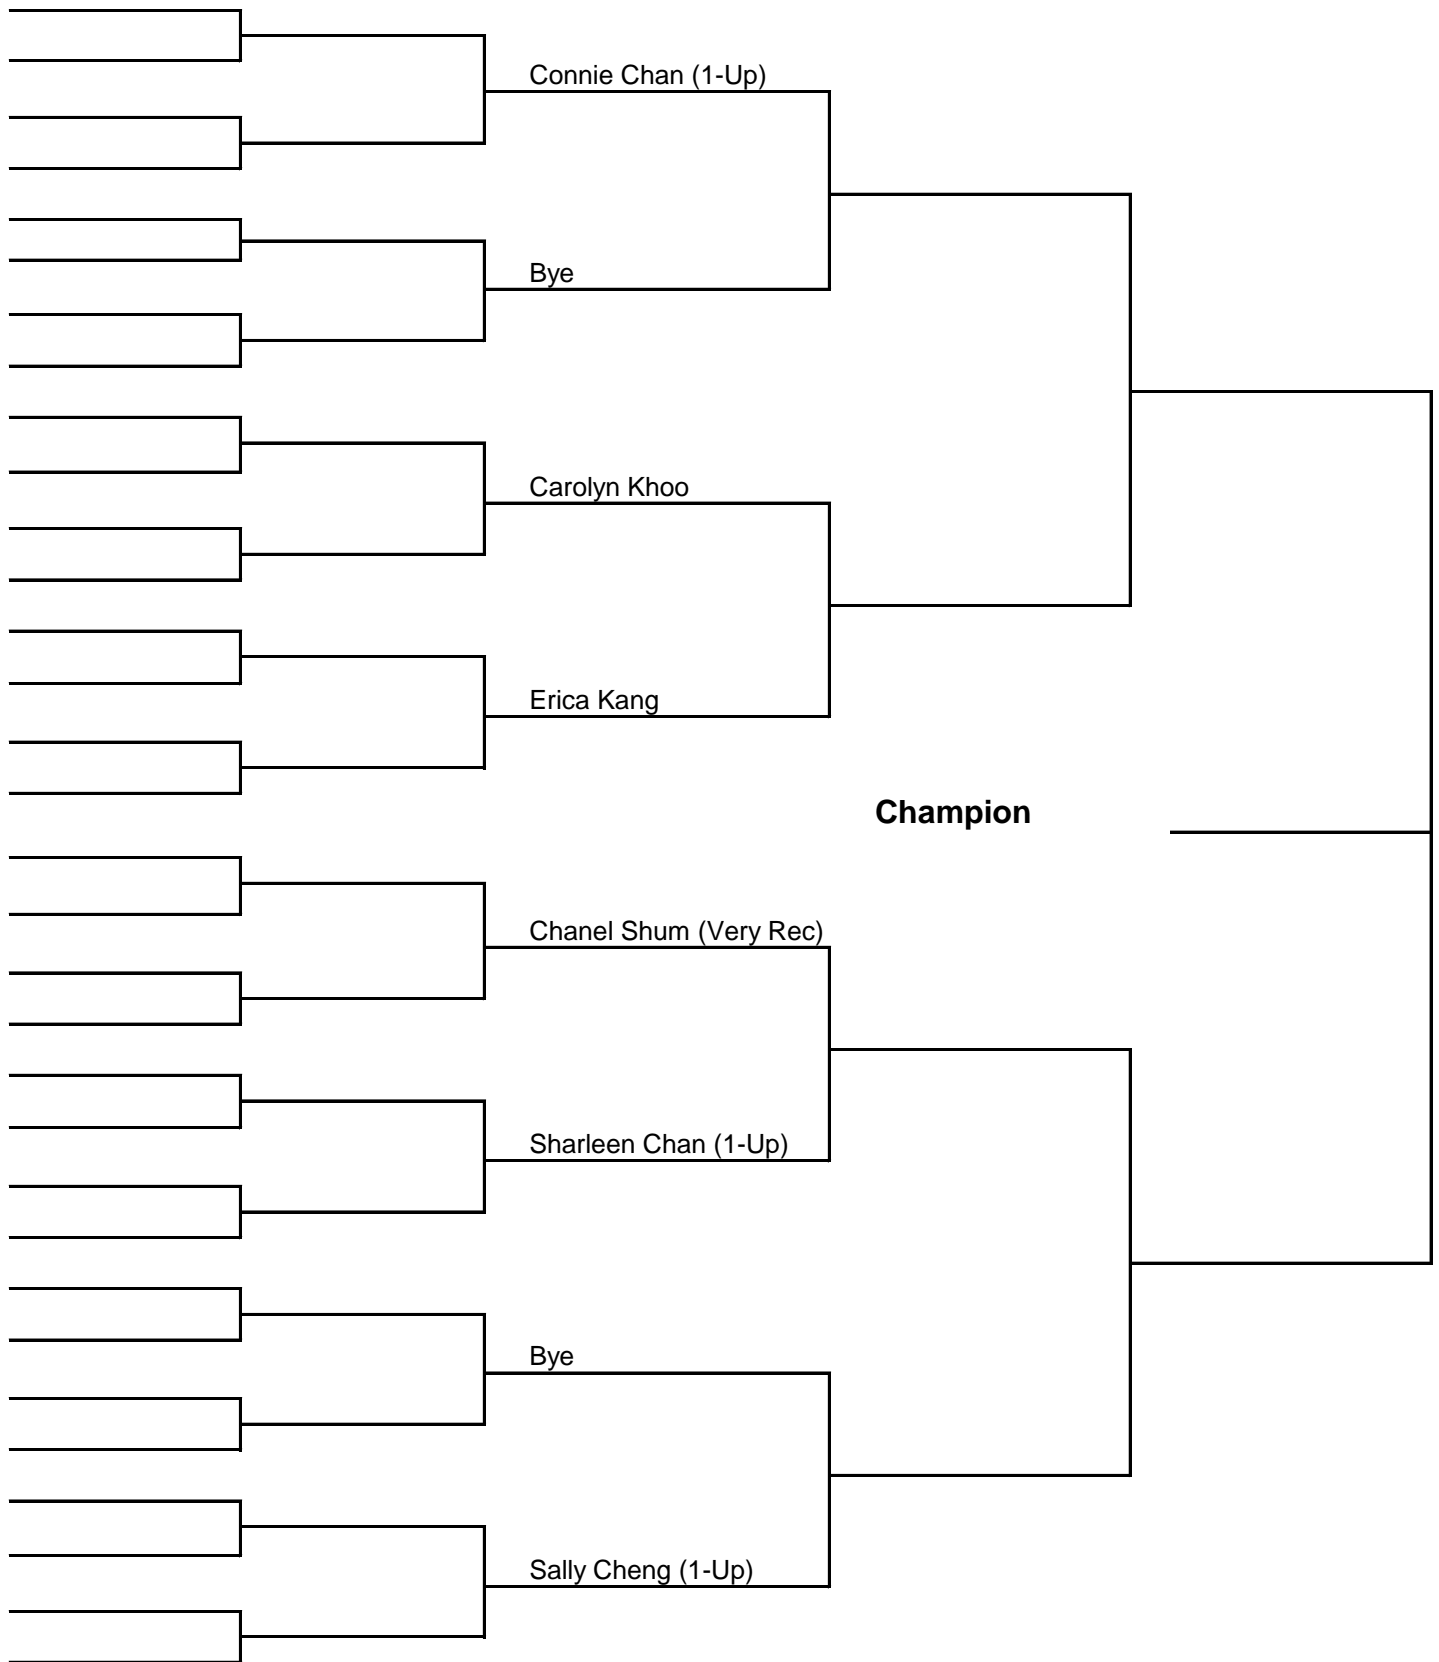 Connie Chan (1-Up)
Bye
Carolyn Khoo
Erica Kang
Champion
Chanel Shum (Very Rec)
Sharleen Chan (1-Up)
Bye
Sally Cheng (1-Up)